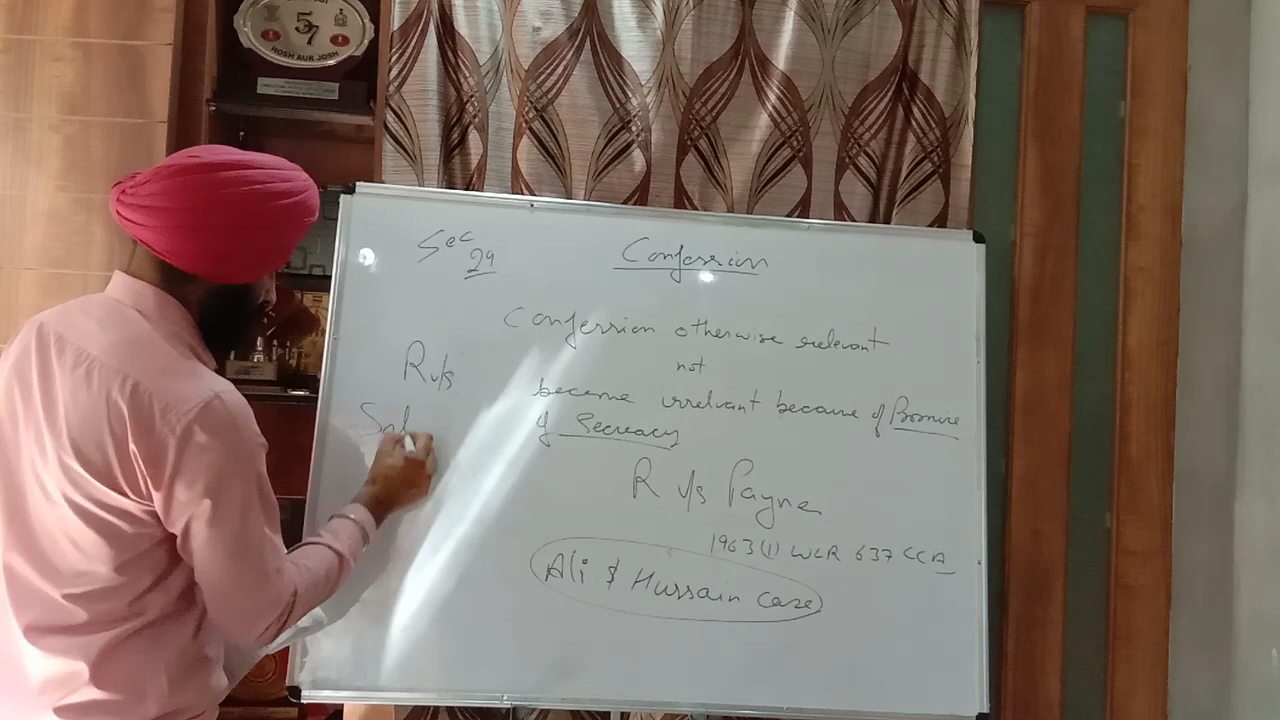 57
HOSH AUR JOSH
Sec
29
Confession
Confession otherwise relevant
not
become irrelevant because of Promise
of Secreacy
R v/s
R v/s Payne
1963 (1) WLR 637 CCA
Ali & Hussain case